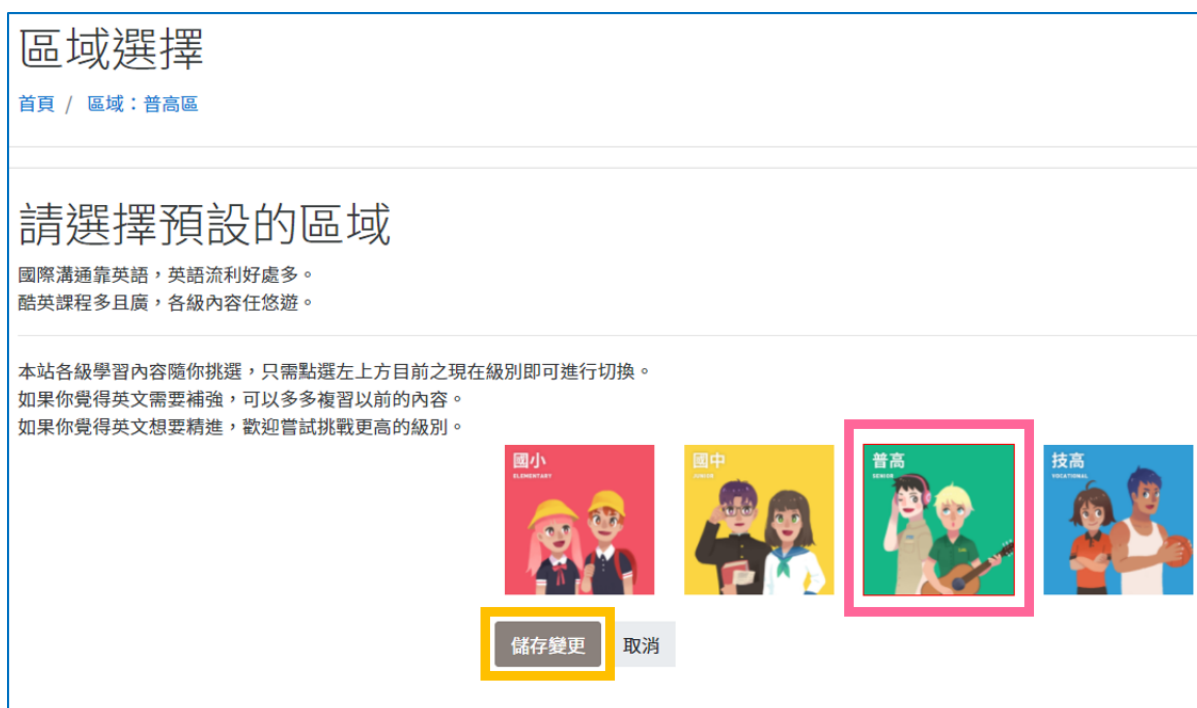 區域選擇
首頁 / 區域：普高區
請選擇預設的區域
國際溝通靠英語，英語流利好處多。
酷英課程多且廣，各級內容任悠遊。
本站各級學習內容隨你挑選，只需點選左上方目前之現在級別即可進行切換。
如果你覺得英文需要補強，可以多多複習以前的內容。
如果你覺得英文想要精進，歡迎嘗試挑戰更高的級別。
國小
ELEMENTARY
國中
JUNIOR
普高
SENIOR
技高
VOCATIONAL
儲存變更
取消